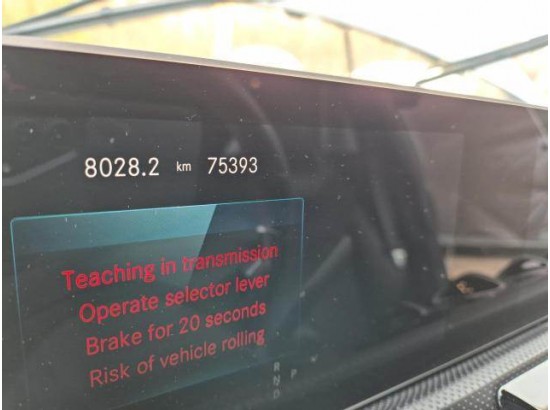 8028.2 km 75393
Teaching in transmission
Operate selector lever
Brake for 20 seconds
Risk of vehicle rolling
R
N P
D